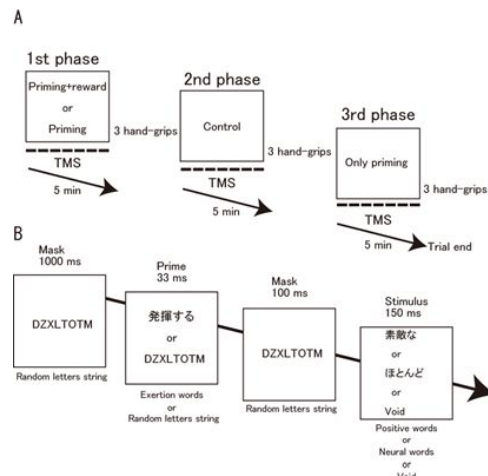 A
1st phase
Priming+reward
or
Priming
3 hand-grips
TMS
5 min
2nd phase
Control
3 hand-grips
TMS
5 min
3rd phase
Only priming
3 hand-grips
TMS
5 min
Trial end
B
Mask
1000 ms
DZXLTOTM
Random letters string
Prime
33 ms
発揮する
or
DZXLTOTM
Exertion words
or
Random letters string
Mask
100 ms
DZXLTOTM
Random letters string
Stimulus
150 ms
素敵な
or
ほとんど
or
Void
Positive words
or
Neural words
or
Void